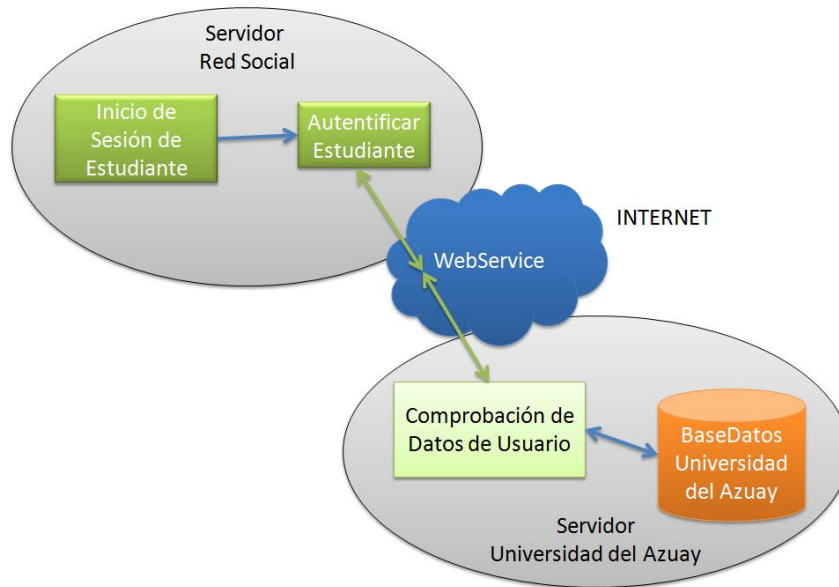 Servidor
Red Social
Inicio de
Sesión de
Estudiante
Autentificar
Estudiante
INTERNET
WebService
Comprobación de
Datos de Usuario
BaseDatos
Universidad
del Azuay
Servidor
Universidad del Azuay